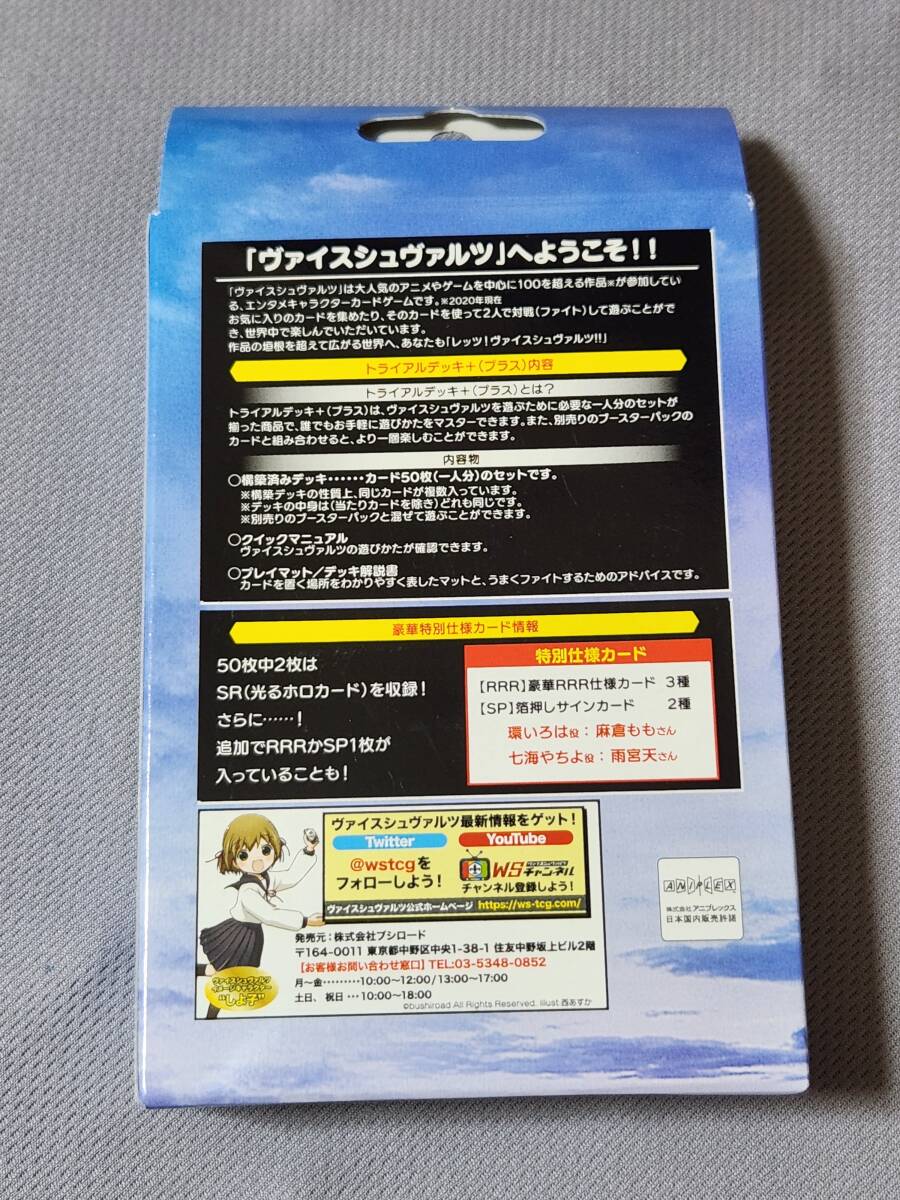 「ヴァイスシュヴァルツ」へようこそ!!
「ヴァイスシュヴァルツ」は大人気のアニメやゲームを中心に100を超える作品※が参加してい
る、エンタメキャラクターカードゲームです。※2020年現在
お気に入りのカードを集めたり、そのカードを使って2人で対戦(ファイト)して遊ぶことがで
き、世界中で楽しんでいただいています。
作品の垣根を超えて広がる世界へ、あなたも「レッツ!ヴァイスシュヴァルツ!!」
トライアルデッキ+(プラス)内容
トライアルデッキ+(プラス)とは?
トライアルデッキ+(プラス)は、ヴァイスシュヴァルツを遊ぶために必要な一人分のセットが
揃った商品で、誰でもお手軽に遊びかたをマスターできます。また、別売りのブースターパックの
カードと組み合わせると、より一層楽しむことができます。
内容物
○構築済みデッキ・・・・・・カード50枚(一人分)のセットです。
※構築デッキの性質上、同じカードが複数入っています。
※デッキの中身は(当たりカードを除き)どれも同じです。
※別売りのブースターパックと混ぜて遊ぶことができます。
○クイックマニュアル
ヴァイスシュヴァルツの遊びかたが確認できます。
○プレイマット/デッキ解説書
カードを置く場所をわかりやすく表したマットと、うまくファイトするためのアドバイスです。
豪華特別仕様カード情報
50枚中2枚は
SR(光るホロカード)を収録!
さらに……!
追加でRRRかSP1枚が
入っていることも!
特別仕様カード
【RRR】豪華RRR仕様カード 3種
【SP】箔押しサインカード 2種
環いろは役:麻倉ももさん
七海やちよ役:雨宮天さん
ヴァイスシュヴァルツ最新情報をゲット!
Twitter YouTube
@wstcgを
フォローしよう!
ヴァイスシュヴァルツ
WSチャンネル
チャンネル登録しよう!
ヴァイスシュヴァルツ公式ホームページ https://ws-tcg.com/
発売元:株式会社ブシロード
〒164-0011 東京都中野区中央1-38-1 住友中野坂上ビル2階
【お客様お問い合わせ窓口】TEL:03-5348-0852
月～金………10:00～12:00/13:00～17:00
土日、祝日…10:00～18:00
©bushiroad All Rights Reserved. Illust 西あすか
ヴァイスシュヴァルツ
イメージキャラクター
"しよ子"
ANIPLEX
株式会社アニプレックス
日本国内販売許諾